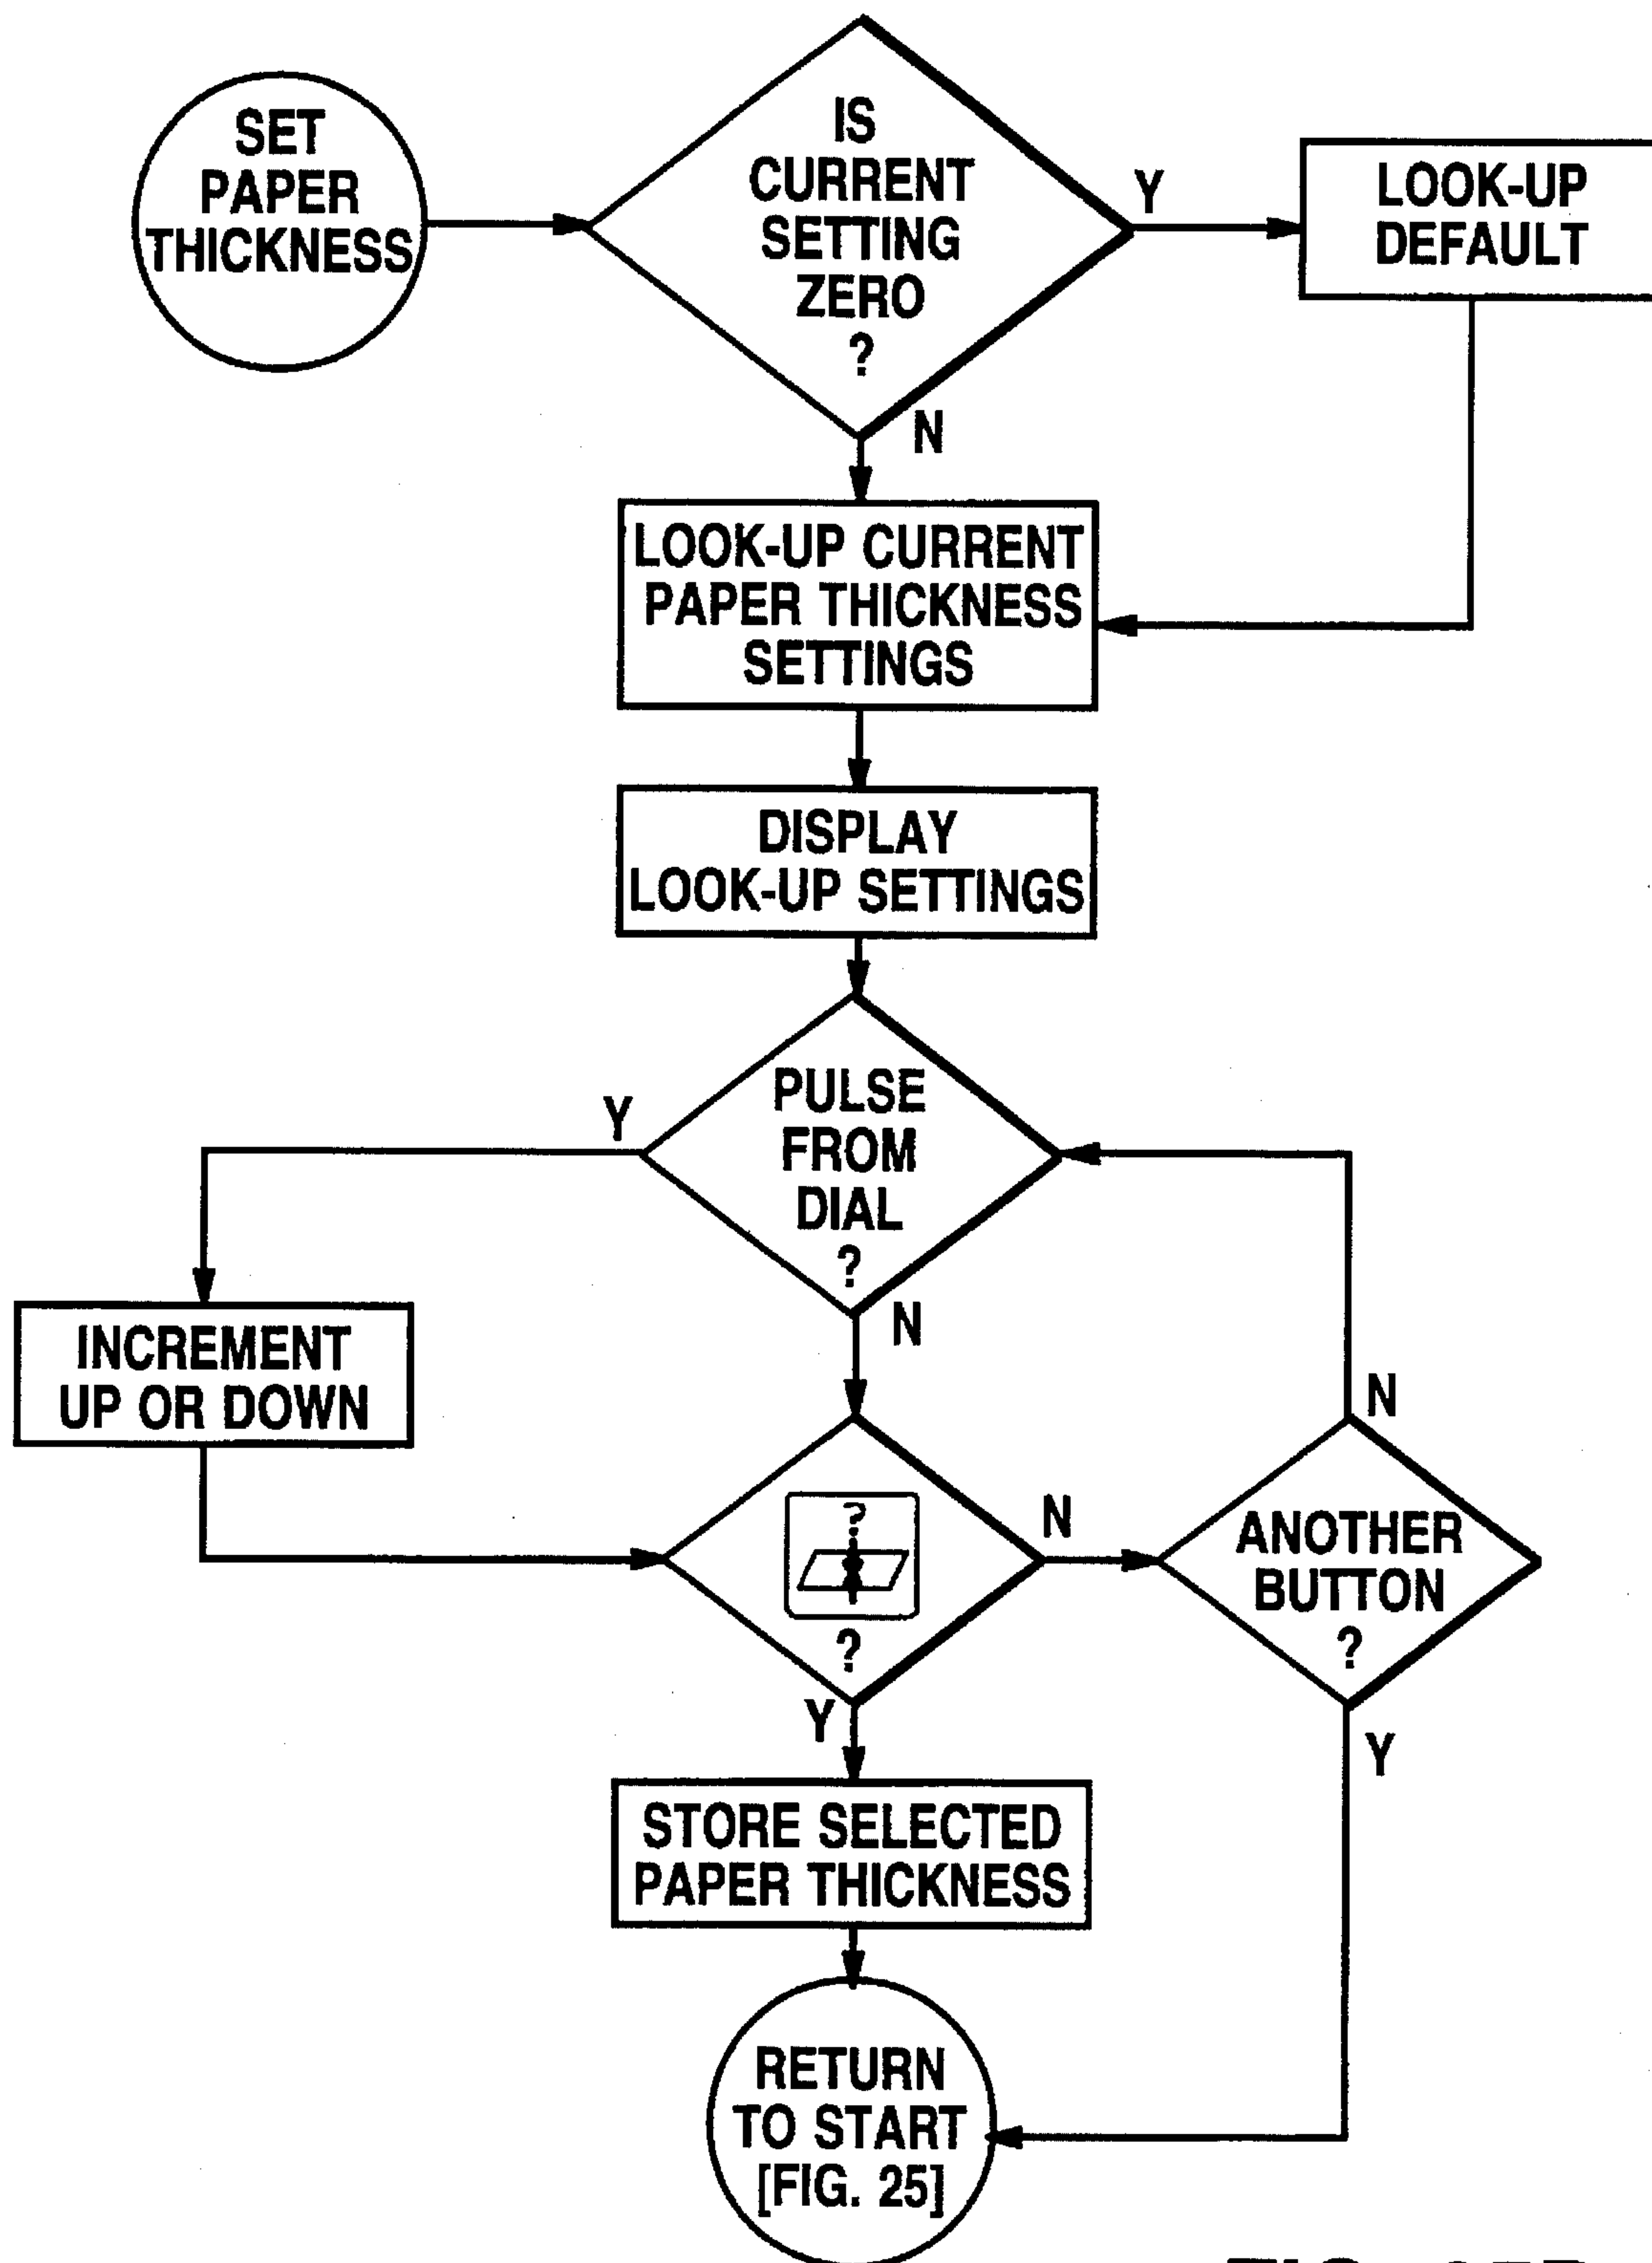 SET
PAPER
THICKNESS
IS
CURRENT
SETTING
ZERO
?
Y
LOOK-UP
DEFAULT
N
LOOK-UP CURRENT
PAPER THICKNESS
SETTINGS
DISPLAY
LOOK-UP SETTINGS
PULSE
FROM
DIAL
?
Y
N
INCREMENT
UP OR DOWN
?
?
N
ANOTHER
BUTTON
?
N
Y
Y
STORE SELECTED
PAPER THICKNESS
RETURN
TO START
[FIG. 25]